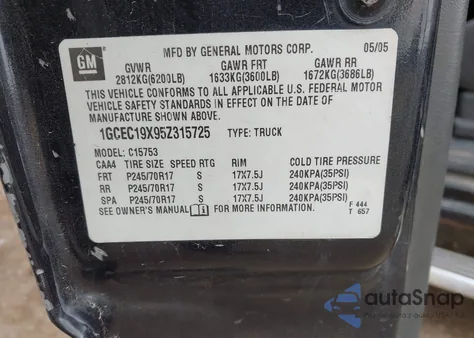 GM
MFD BY GENERAL MOTORS CORP. 05/05
GVWR GAWR FRT GAWR RR
2812KG(6200LB) 1633KG(3600LB) 1672KG(3686LB)
THIS VEHICLE CONFORMS TO ALL APPLICABLE U.S. FEDERAL MOTOR
VEHICLE SAFETY STANDARDS IN EFFECT ON THE DATE OF
MANUFACTURE SHOWN ABOVE.
1GCEC19X95Z315725 TYPE: TRUCK
MODEL: C15753
CAA4 TIRE SIZE SPEED RTG RIM COLD TIRE PRESSURE
FRT P245/70R17 S 17X7.5J 240KPA(35PSI)
RR P245/70R17 S 17X7.5J 240KPA(35PSI)
SPA P245/70R17 S 17X7.5J 240KPA(35PSI)
SEE OWNER'S MANUAL FOR MORE INFORMATION. F 444
T 657
autoSnap